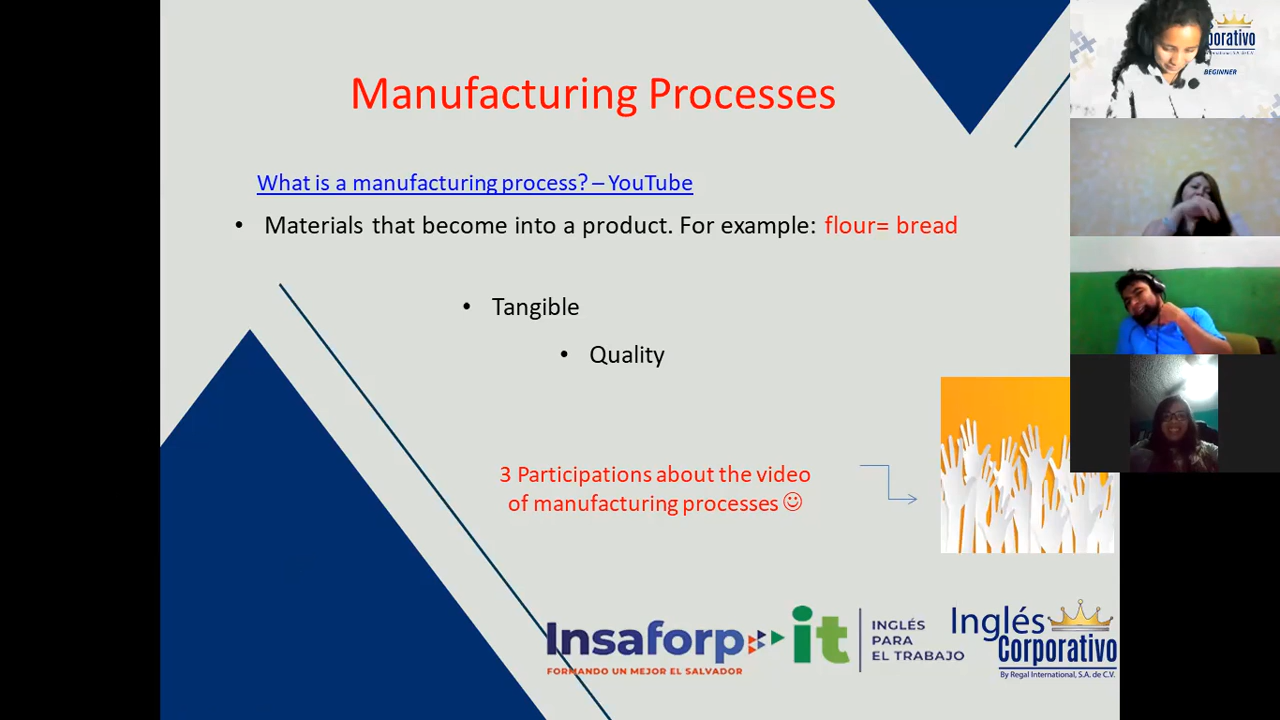 Manufacturing Processes
What is a manufacturing process? – YouTube
• Materials that become into a product. For example: flour= bread
• Tangible
• Quality
3 Participations about the video
of manufacturing processes ☺
Insaforp
FORMANDO UN MEJOR EL SALVADOR
it
INGLÉS
PARA
EL TRABAJO
Inglés
Corporativo
By Regal International, S.A. de C.V.
BEGINNER